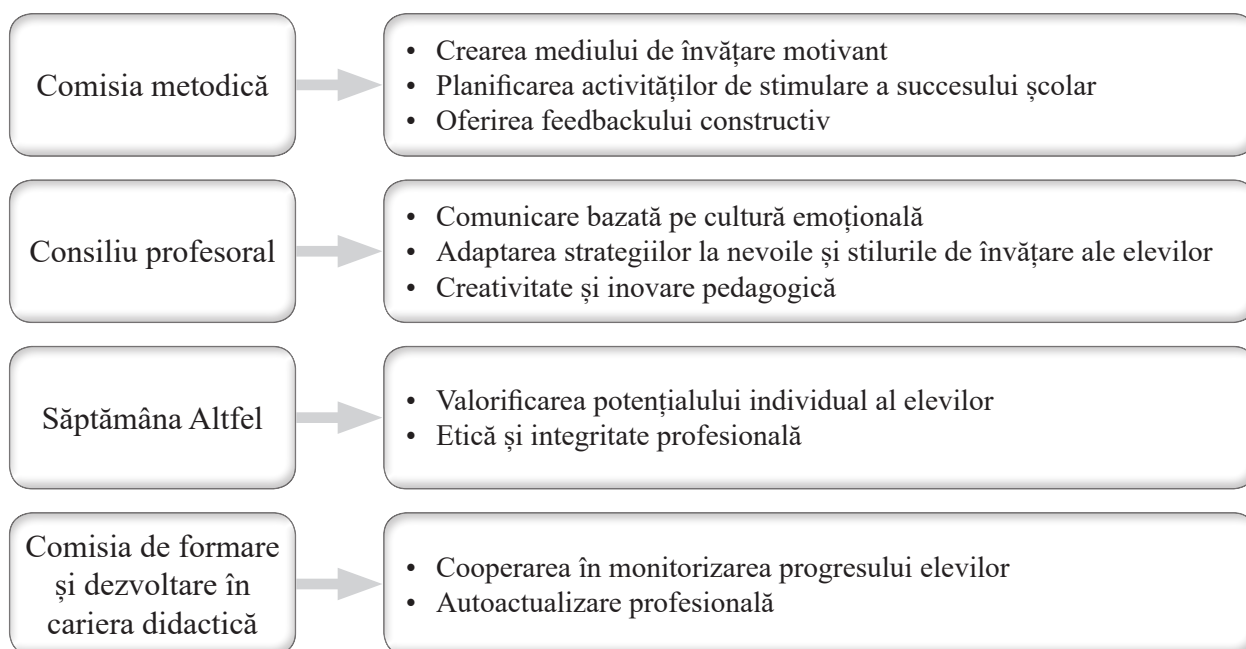 Comisia metodică
• Crearea mediului de învățare motivant
• Planificarea activităților de stimulare a succesului școlar
• Oferirea feedbackului constructiv
Consiliu profesoral
• Comunicare bazată pe cultură emoțională
• Adaptarea strategiilor la nevoile și stilurile de învățare ale elevilor
• Creativitate și inovare pedagogică
Săptămâna Altfel
• Valorificarea potențialului individual al elevilor
• Etică și integritate profesională
Comisia de formare
și dezvoltare în
cariera didactică
• Cooperarea în monitorizarea progresului elevilor
• Autoactualizare profesională